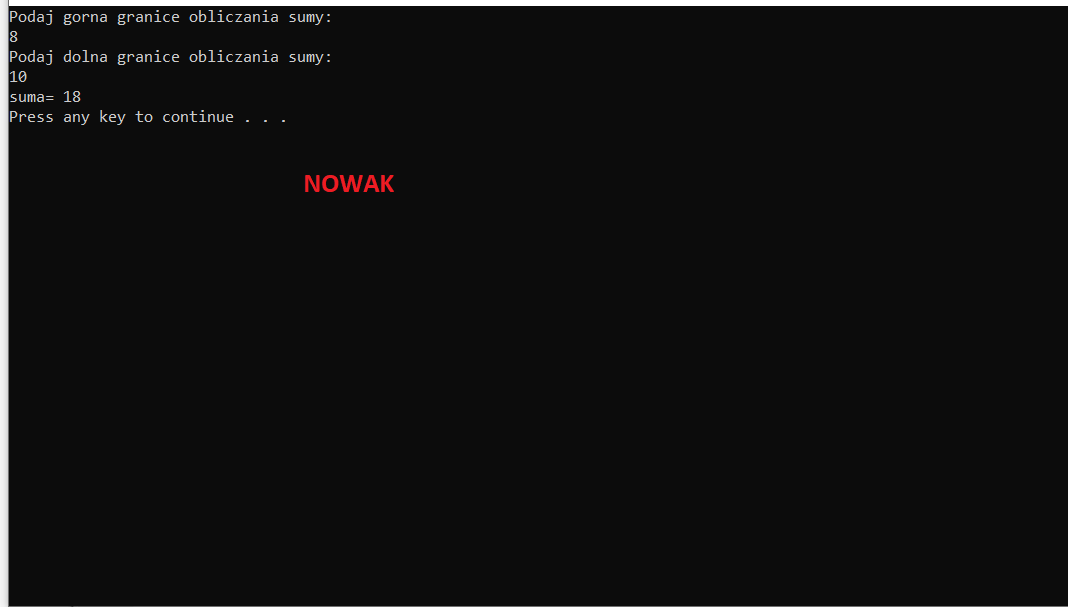 Podaj gorna granice obliczania sumy:
8
Podaj dolna granice obliczania sumy:
10
suma= 18
Press any key to continue . . .
NOWAK